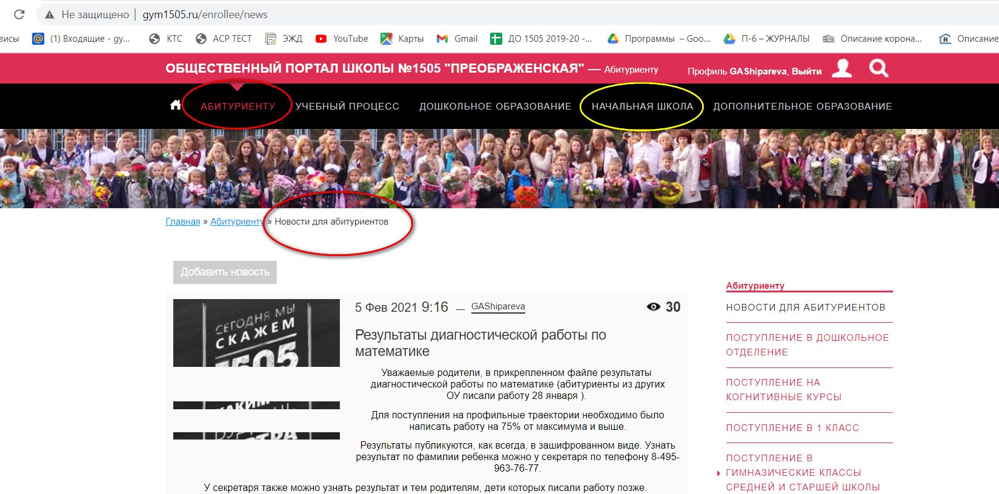 Не защищено | gym1505.ru/enrollee/news
висы (1) Входящие - gy... КТС АСР ТЕСТ ЭЖД YouTube Карты Gmail ДО 1505 2019-20 -... Программы – Goo... П-6 – ЖУРНАЛЫ Описание корона... Описание
ОБЩЕСТВЕННЫЙ ПОРТАЛ ШКОЛЫ №1505 "ПРЕОБРАЖЕНСКАЯ" — Абитуриенту Профиль GAShipareva, Выйти
АБИТУРИЕНТУ УЧЕБНЫЙ ПРОЦЕСС ДОШКОЛЬНОЕ ОБРАЗОВАНИЕ НАЧАЛЬНАЯ ШКОЛА ДОПОЛНИТЕЛЬНОЕ ОБРАЗОВАНИЕ
Главная » Абитуриенту » Новости для абитуриентов
Добавить новость
СЕГОДНЯ МЫ
СКАЖЕМ
1505
5 Фев 2021 9:16 — GAShipareva 30
Результаты диагностической работы по
математике
Уважаемые родители, в прикрепленном файле результаты
диагностической работы по математике (абитуриенты из других
ОУ писали работу 28 января ).
Для поступления на профильные траектории необходимо было
написать работу на 75% от максимума и выше.
Результаты публикуются, как всегда, в зашифрованном виде. Узнать
результат по фамилии ребенка можно у секретаря по телефону 8-495-
963-76-77.
У секретаря также можно узнать результат и тем родителям, дети которых писали работу позже.
Абитуриенту
НОВОСТИ ДЛЯ АБИТУРИЕНТОВ
ПОСТУПЛЕНИЕ В ДОШКОЛЬНОЕ
ОТДЕЛЕНИЕ
ПОСТУПЛЕНИЕ НА
КОГНИТИВНЫЕ КУРСЫ
ПОСТУПЛЕНИЕ В 1 КЛАСС
ПОСТУПЛЕНИЕ В
ГИМНАЗИЧЕСКИЕ КЛАССЫ
СРЕДНЕЙ И СТАРШЕЙ ШКОЛЫ